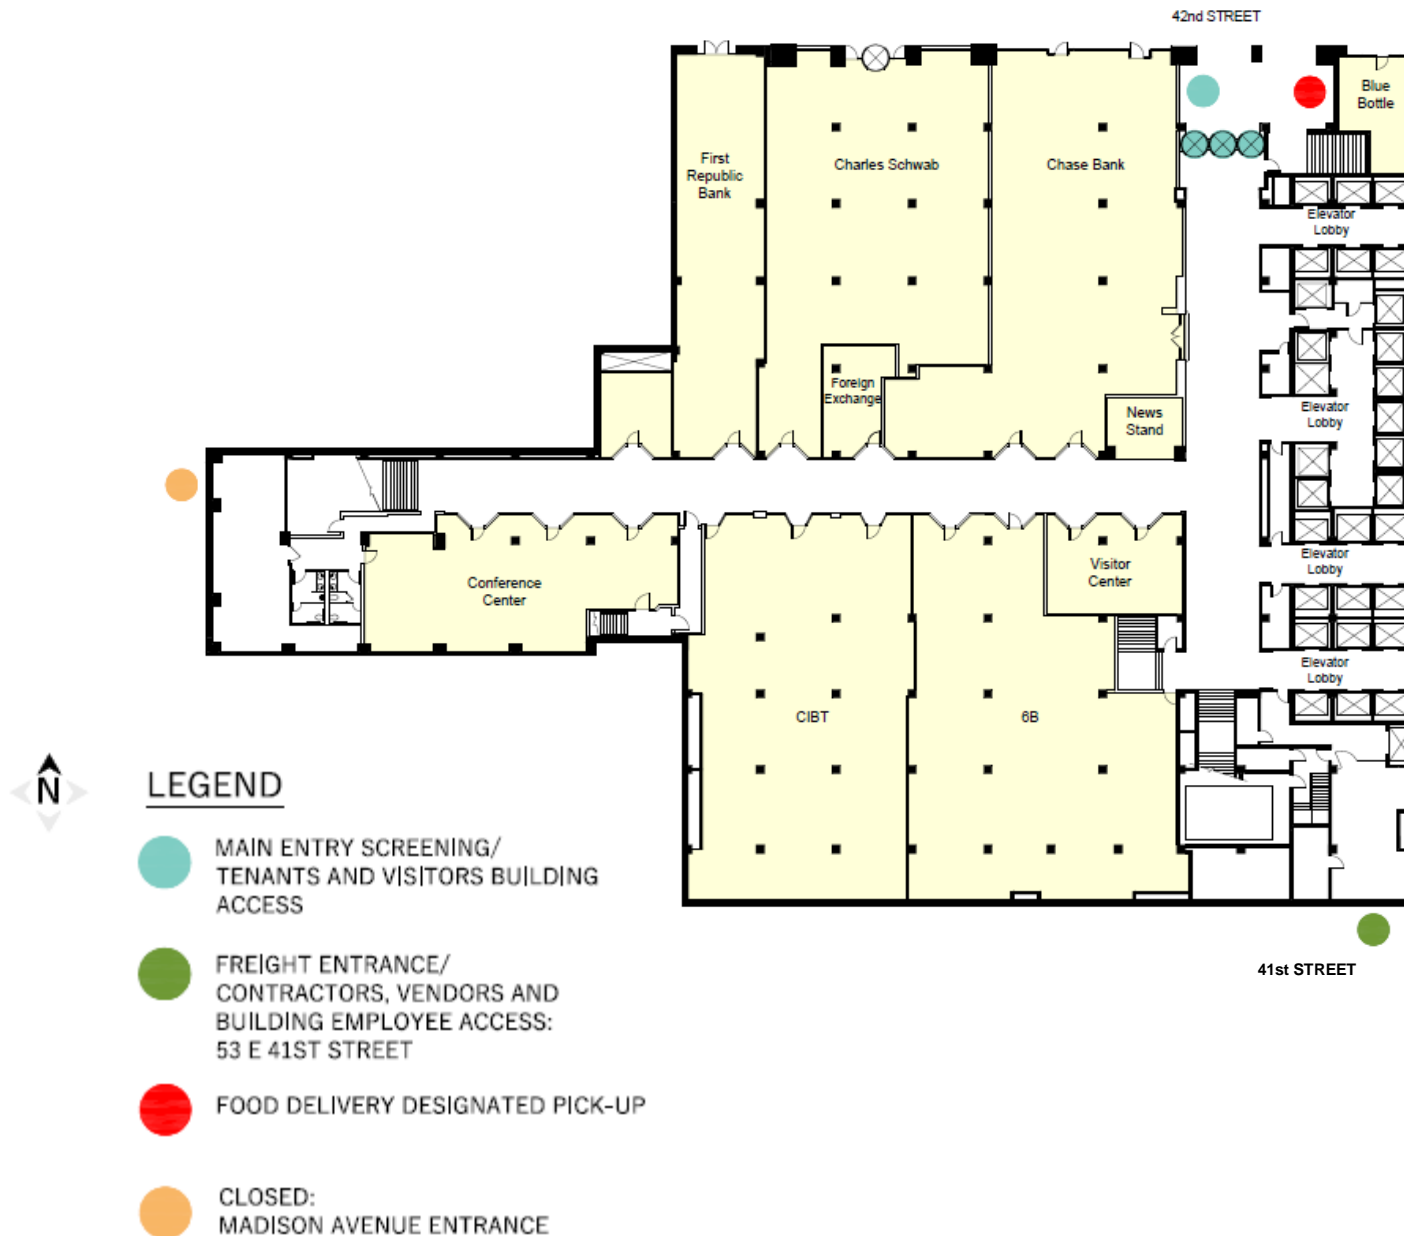 42nd STREET
Blue
Bottle
First
Republic
Bank
Charles Schwab
Chase Bank
Elevator
Lobby
Foreign
Exchange
News
Stand
Elevator
Lobby
Elevator
Lobby
Visitor
Center
Conference
Center
Elevator
Lobby
CIBT
6B
N
LEGEND
MAIN ENTRY SCREENING/
TENANTS AND VISITORS BUILDING
ACCESS
FREIGHT ENTRANCE/
CONTRACTORS, VENDORS AND
BUILDING EMPLOYEE ACCESS:
53 E 41ST STREET
41st STREET
FOOD DELIVERY DESIGNATED PICK-UP
CLOSED:
MADISON AVENUE ENTRANCE